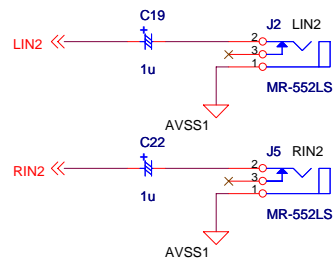 C19
J2 LIN2
LIN2
+
2
3
1
1u
MR-552LS
AVSS1
C22
J5 RIN2
RIN2
+
2
3
1
1u
MR-552LS
AVSS1